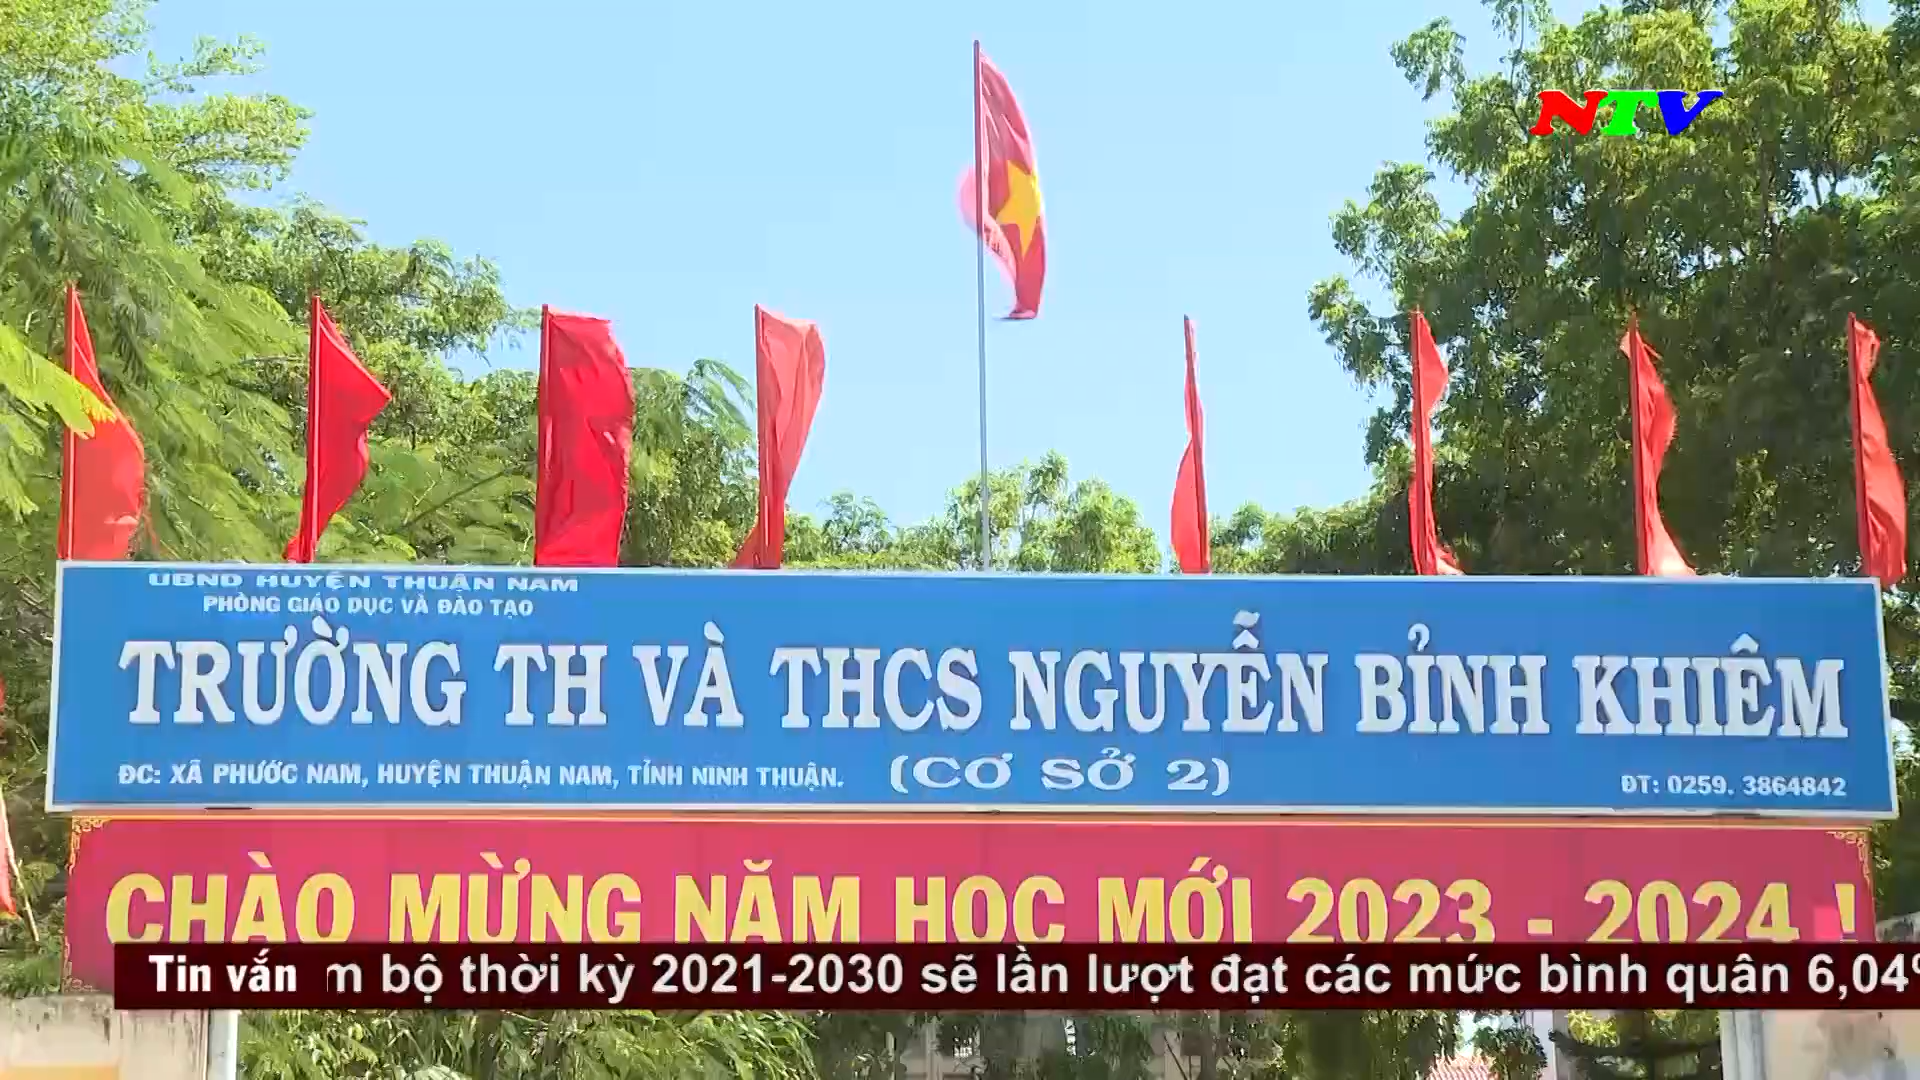 NTV
UBND HUYỆN THUẬN NAM
PHÒNG GIÁO DỤC VÀ ĐÀO TẠO
TRƯỜNG TH VÀ THCS NGUYỄN BỈNH KHIÊM
ĐC: XÃ PHƯỚC NAM, HUYỆN THUẬN NAM, TỈNH NINH THUẬN. (CƠ SỞ 2) ĐT: 0259. 3864842
CHÀO MỪNG NĂM HỌC MỚI 2023 - 2024 !
Tin vắn bộ thời kỳ 2021-2030 sẽ lần lượt đạt các mức bình quân 6,04